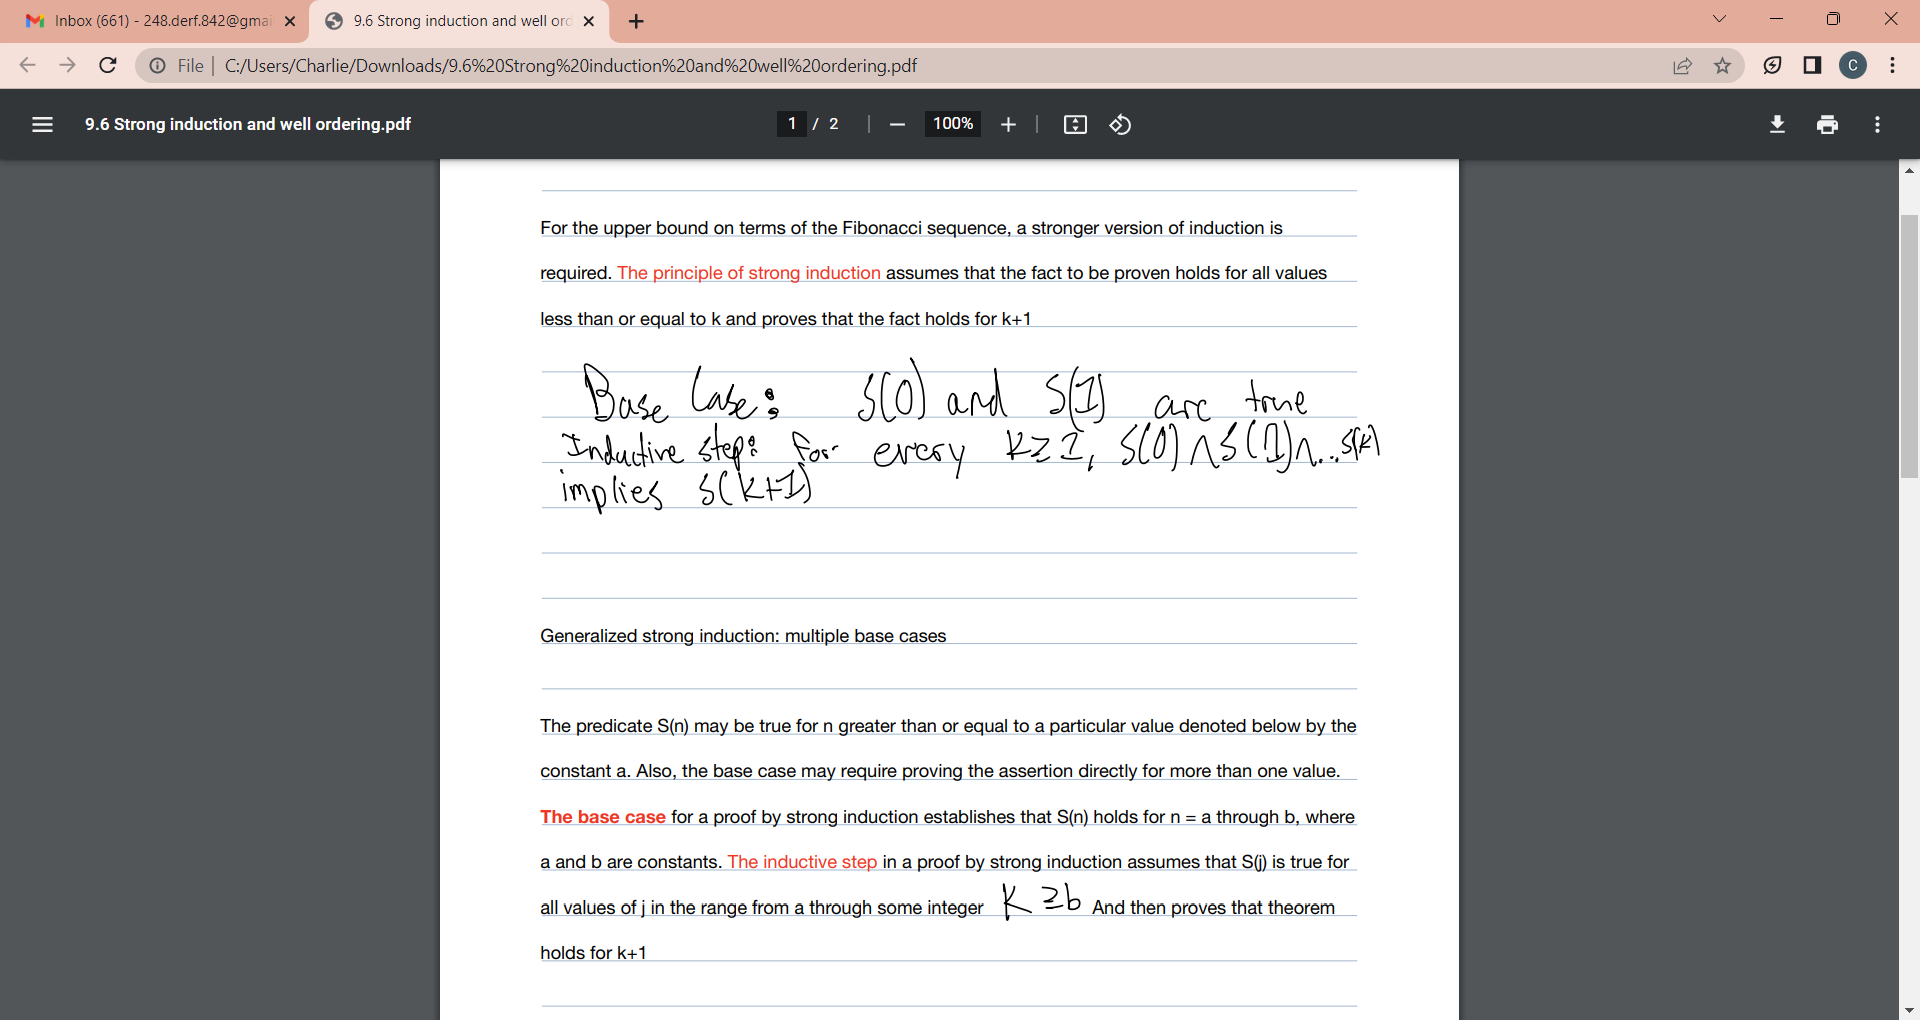 Inbox (661) - 248.derf.842@gmai
9.6 Strong induction and well ord
File | C:/Users/Charlie/Downloads/9.6%20Strong%20induction%20and%20well%20ordering.pdf
C
9.6 Strong induction and well ordering.pdf
1 / 2
100%
For the upper bound on terms of the Fibonacci sequence, a stronger version of induction is
required. The principle of strong induction assumes that the fact to be proven holds for all values
less than or equal to k and proves that the fact holds for k+1
Base Case: S(0) and S(1) are true
Inductive step: For every K≥1, S(0)∧S(1)∧...S(k)
implies S(k+1)
Generalized strong induction: multiple base cases
The predicate S(n) may be true for n greater than or equal to a particular value denoted below by the
constant a. Also, the base case may require proving the assertion directly for more than one value.
The base case for a proof by strong induction establishes that S(n) holds for n = a through b, where
a and b are constants. The inductive step in a proof by strong induction assumes that S(j) is true for
all values of j in the range from a through some integer K≥b And then proves that theorem
holds for k+1